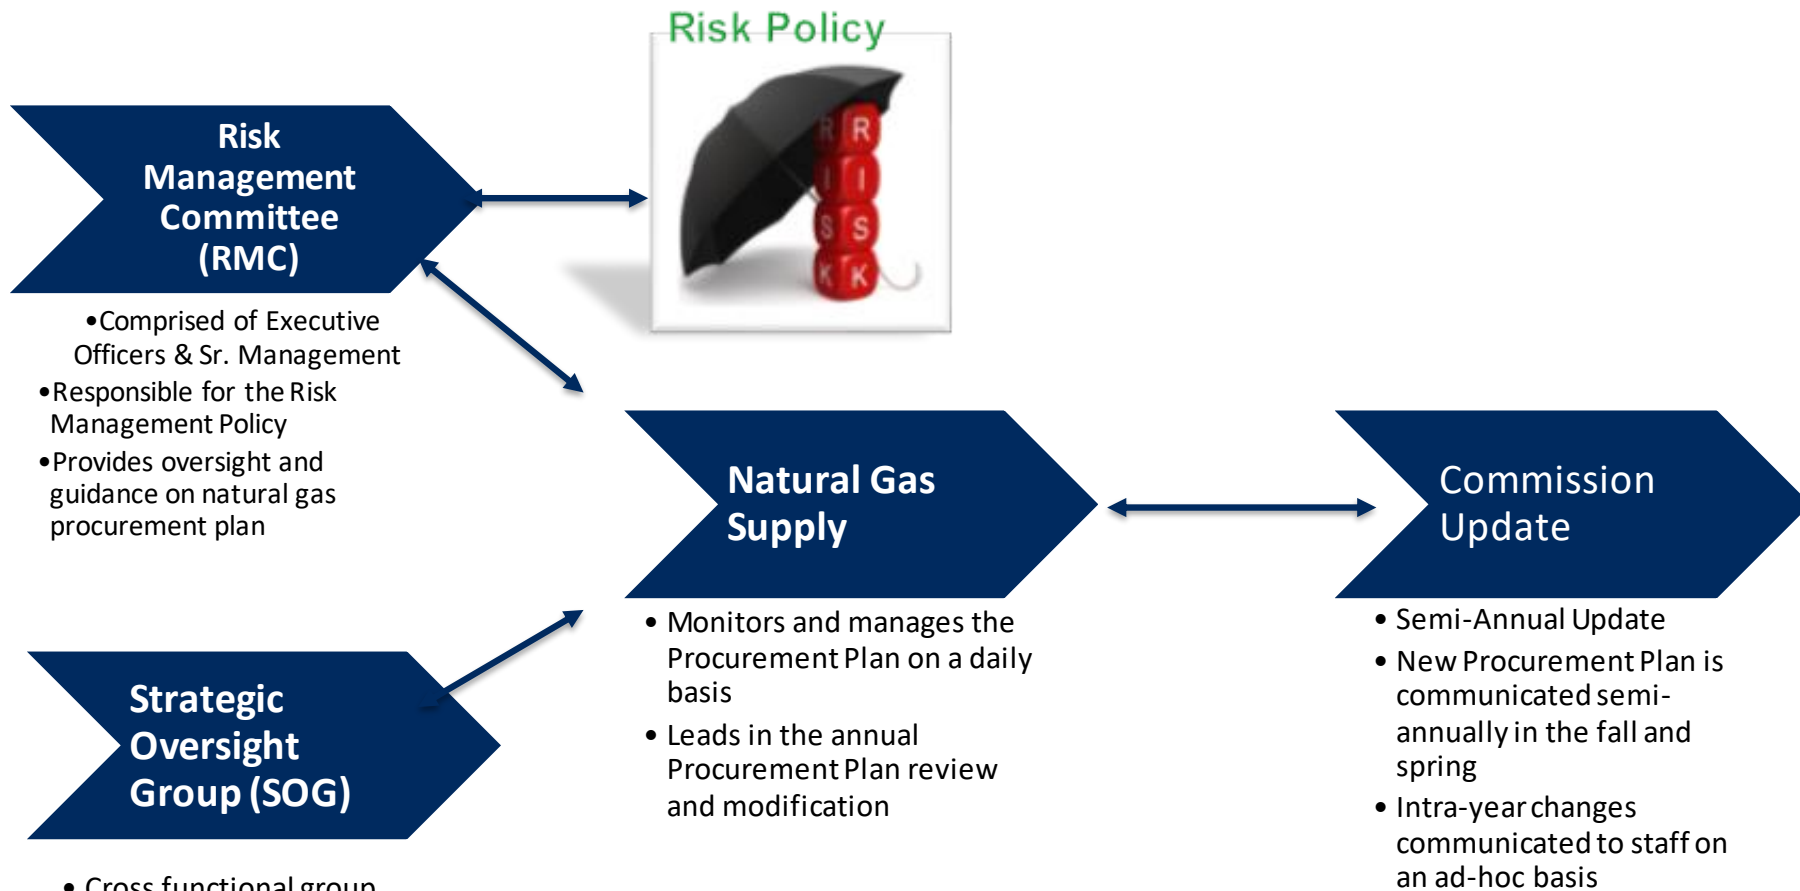 Risk Policy
R R
I I
S S
K K
Risk
Management
Committee
(RMC)
•Comprised of Executive
Officers & Sr. Management
•Responsible for the Risk
Management Policy
•Provides oversight and
guidance on natural gas
procurement plan
Natural Gas
Supply
• Monitors and manages the
Procurement Plan on a daily
basis
• Leads in the annual
Procurement Plan review
and modification
Commission
Update
• Semi-Annual Update
• New Procurement Plan is
communicated semi-
annually in the fall and
spring
• Intra-year changes
communicated to staff on
an ad-hoc basis
Strategic
Oversight
Group (SOG)
• Cross functional group